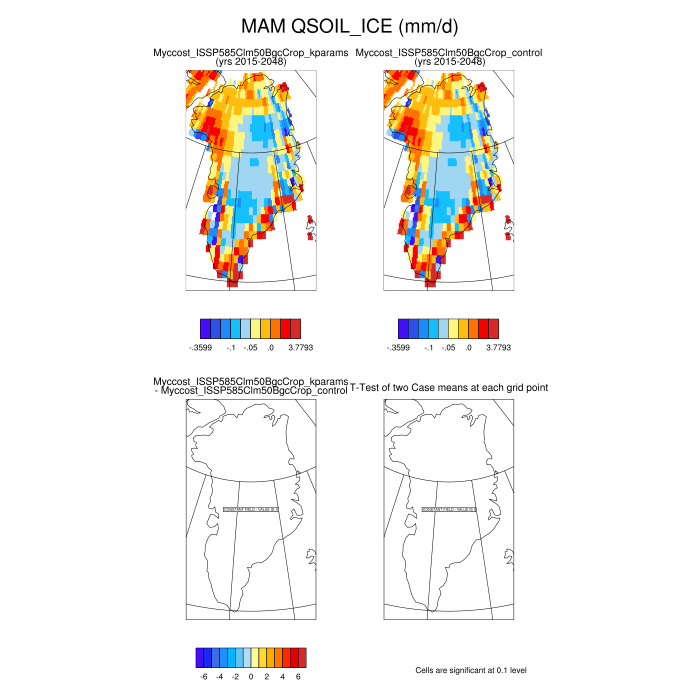 MAM QSOIL_ICE (mm/d)
Myccost_ISSP585Clm50BgcCrop_kparams
(yrs 2015-2048)
Myccost_ISSP585Clm50BgcCrop_control
(yrs 2015-2048)
-.3599 -.1 -.05 .0 3.7793
-.3599 -.1 -.05 .0 3.7793
Myccost_ISSP585Clm50BgcCrop_kparams
- Myccost_ISSP585Clm50BgcCrop_control
T-Test of two Case means at each grid point
CONSTANT FIELD - VALUE IS
CONSTANT FIELD - VALUE IS
-6 -4 -2 0 2 4 6
Cells are significant at 0.1 level